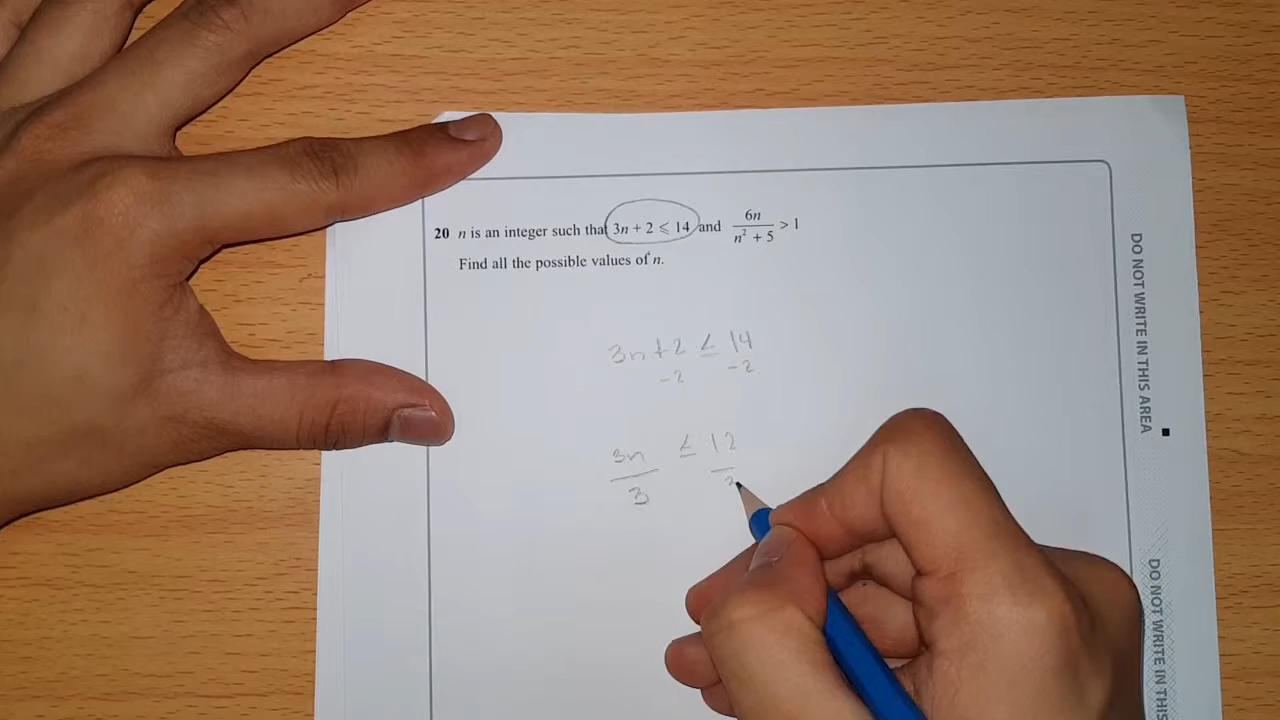 20 n is an integer such that 3n + 2 ⩽ 14 and 6n / n² + 5 > 1
Find all the possible values of n.
3n + 2 ≤ 14
-2 -2
3n ≤ 12
3 3
DO NOT WRITE IN THIS AREA
DO NOT WRITE IN THIS